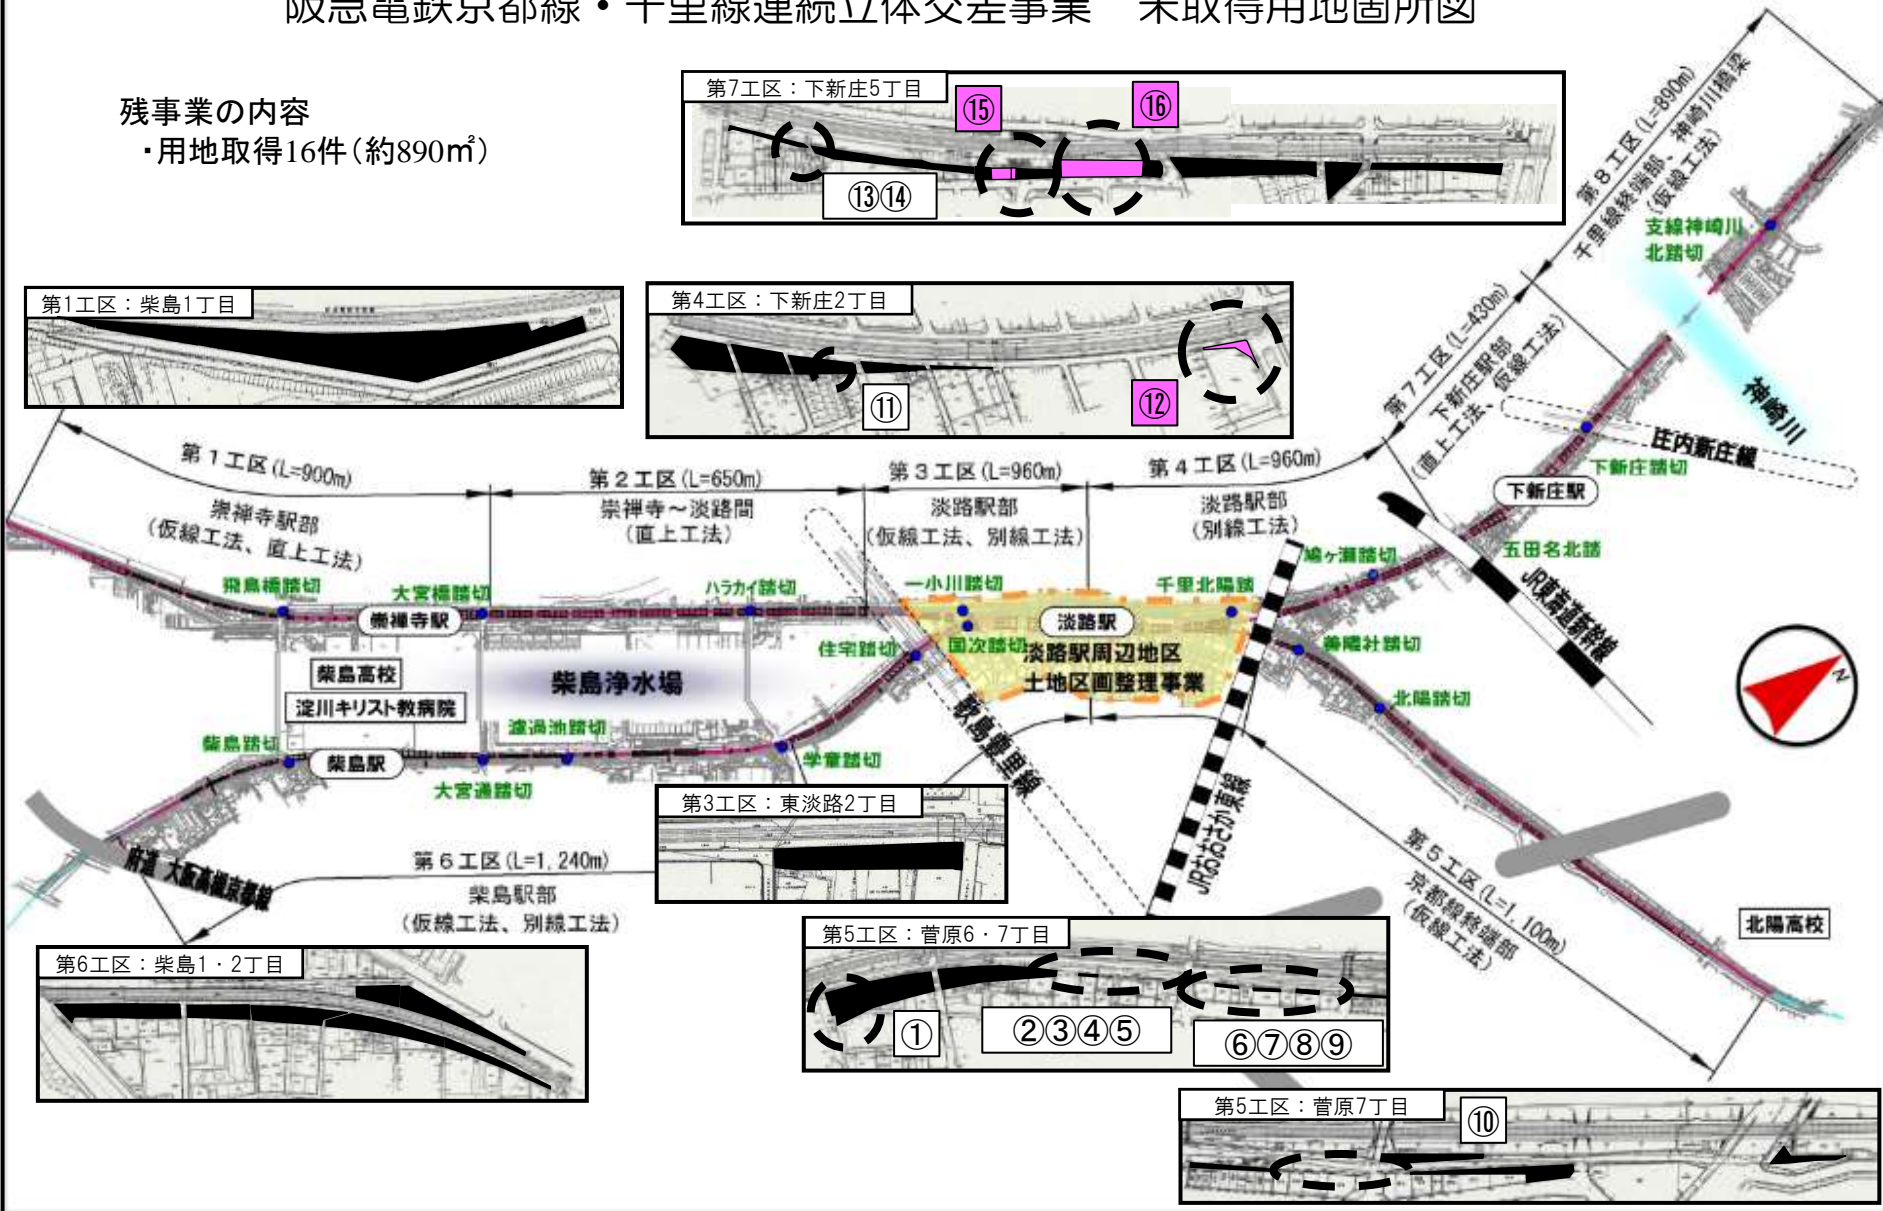 阪急電鉄京都線・千里線連続立体交差事業　未取得用地箇所図
残事業の内容
・用地取得16件(約890㎡)
第7工区：下新庄5丁目
⑮
⑯
⑬⑭
第8工区(L=890m)
千里線終端部、神崎川橋梁
(仮線工法)
支線神崎川
北踏切
第1工区：柴島1丁目
第4工区：下新庄2丁目
⑪
⑫
第7工区(L=430m)
下新庄駅部
(直上工法、仮線工法)
神崎川
庄内新庄線
下新庄踏切
下新庄駅
第1工区(L=900m)
崇禅寺駅部
(仮線工法、直上工法)
第2工区(L=650m)
崇禅寺～淡路間
(直上工法)
第3工区(L=960m)
淡路駅部
(仮線工法、別線工法)
第4工区(L=960m)
淡路駅部
(別線工法)
飛鳥橋踏切
大宮橋踏切
ハラカイ踏切
一小川踏切
千里北陽踏
鳩ヶ瀬踏切
五田名北踏
JR東海道新幹線
崇禅寺駅
淡路駅
住宅踏切
国次踏切
淡路駅周辺地区
土地区画整理事業
善隣社踏切
北陽踏切
柴島高校
淀川キリスト教病院
柴島浄水場
濾過池踏切
柴島踏切
柴島駅
大宮通踏切
学童踏切
歌島豊里線
JRおおさか東線
N
第3工区：東淡路2丁目
府道 大阪高槻京都線
第6工区(L=1,240m)
柴島駅部
(仮線工法、別線工法)
第5工区(L=1,100m)
京都線終端部
(仮線工法)
北陽高校
第6工区：柴島1・2丁目
第5工区：菅原6・7丁目
①
②③④⑤
⑥⑦⑧⑨
第5工区：菅原7丁目
⑩